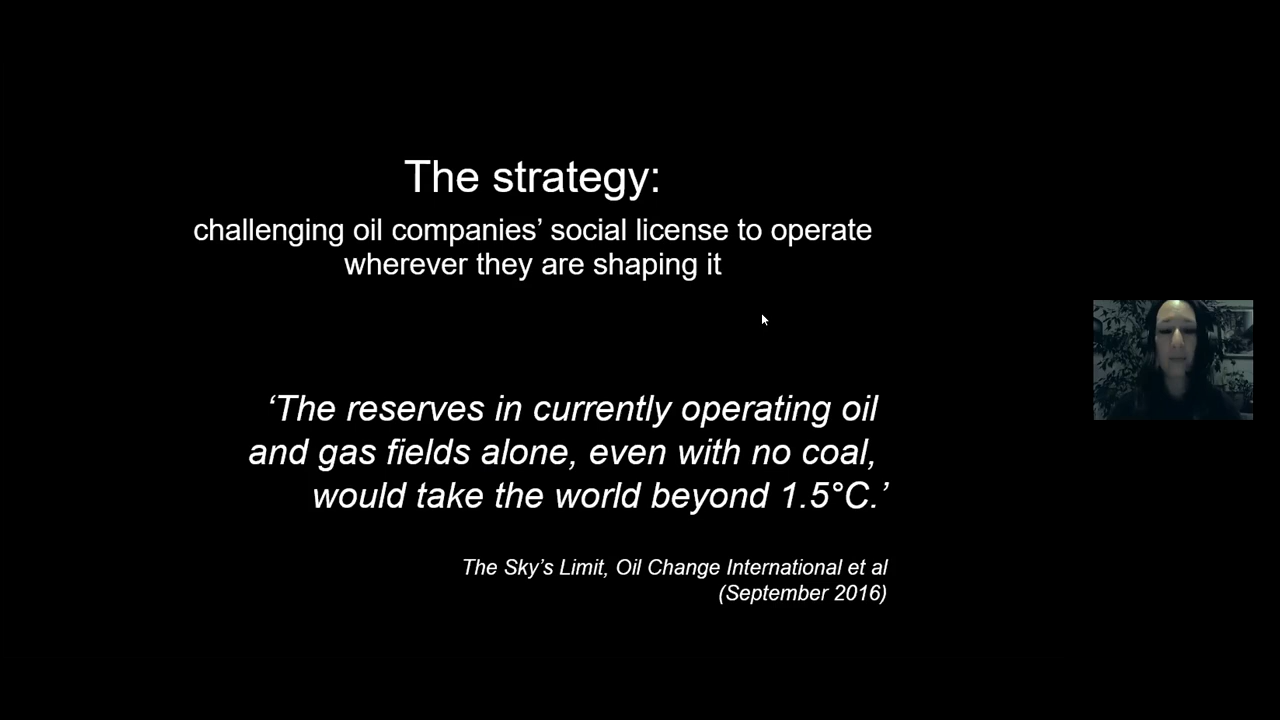 The strategy:
challenging oil companies’ social license to operate
wherever they are shaping it
‘The reserves in currently operating oil
and gas fields alone, even with no coal,
would take the world beyond 1.5°C.’
The Sky’s Limit, Oil Change International et al
(September 2016)